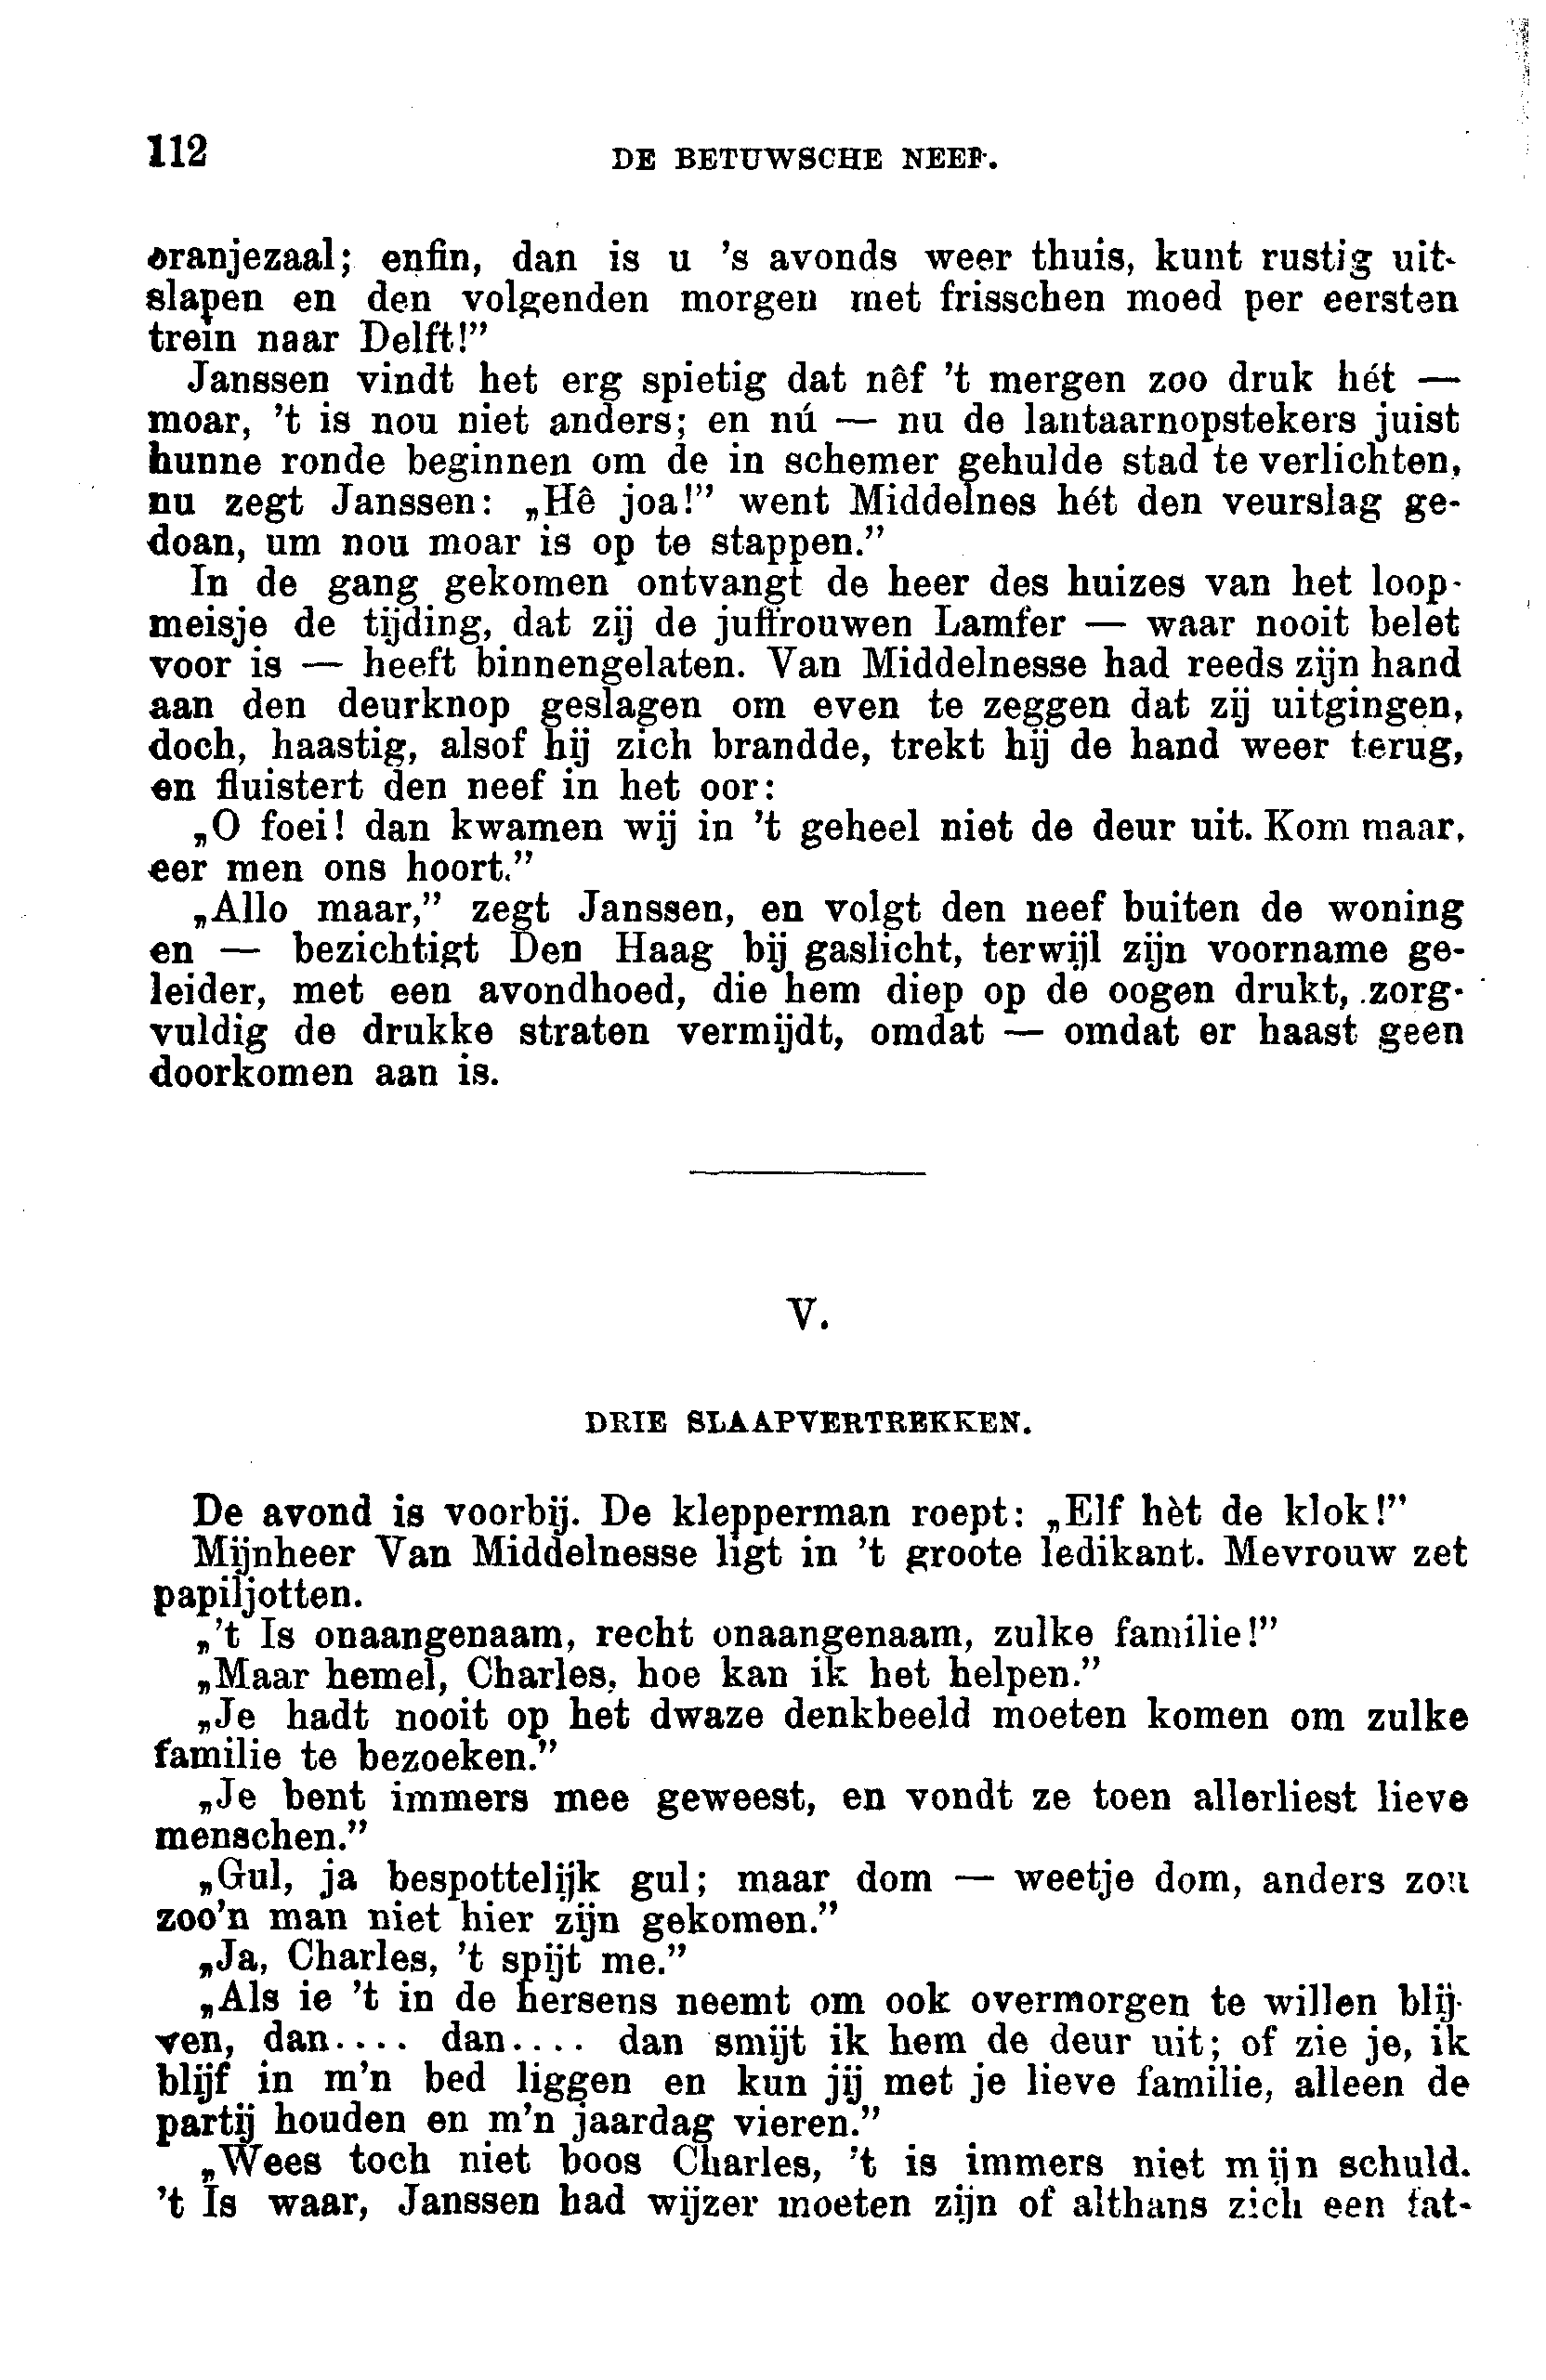 112
DE BETUWSCHE NEEF.
oranjezaal; enfin, dan is u 's avonds weer thuis, kunt rustig uit-
slapen en den volgenden morgen met frisschen moed per eersten
trein naar Delft!”
Janssen vindt het erg spietig dat nêf 't mergen zoo druk hét —
moar, 't is nou niet anders; en nú — nu de lantaarnopstekers juist
hunne ronde beginnen om de in schemer gehulde stad te verlichten,
nu zegt Janssen: „Hê joa!” went Middelnes hét den veurslag ge-
doan, um nou moar is op te stappen.”
In de gang gekomen ontvangt de heer des huizes van het loop-
meisje de tijding, dat zij de juffrouwen Lamfer — waar nooit belet
voor is — heeft binnengelaten. Van Middelnesse had reeds zijn hand
aan den deurknop geslagen om even te zeggen dat zij uitgingen,
doch, haastig, alsof hij zich brandde, trekt hij de hand weer terug,
en fluistert den neef in het oor:
„O foei! dan kwamen wij in 't geheel niet de deur uit. Kom maar,
eer men ons hoort.”
„Allo maar,” zegt Janssen, en volgt den neef buiten de woning
en — bezichtigt Den Haag bij gaslicht, terwijl zijn voorname ge-
leider, met een avondhoed, die hem diep op de oogen drukt, zorg-
vuldig de drukke straten vermijdt, omdat — omdat er haast geen
doorkomen aan is.
V.
DRIE SLAAPVERTREKKEN.
De avond is voorbij. De klepperman roept: „Elf hèt de klok!”
Mijnheer Van Middelnesse ligt in 't groote ledikant. Mevrouw zet
papiljotten.
„'t Is onaangenaam, recht onaangenaam, zulke familie!”
„Maar hemel, Charles, hoe kan ik het helpen.”
„Je hadt nooit op het dwaze denkbeeld moeten komen om zulke
familie te bezoeken.”
„Je bent immers mee geweest, en vondt ze toen allerliest lieve
menschen.”
„Gul, ja bespottelijk gul; maar dom — weetje dom, anders zou
zoo'n man niet hier zijn gekomen.”
„Ja, Charles, 't spijt me.”
„Als ie 't in de hersens neemt om ook overmorgen te willen blij-
ven, dan.... dan.... dan smijt ik hem de deur uit; of zie je, ik
blijf in m'n bed liggen en kun jij met je lieve familie, alleen de
partij houden en m'n jaardag vieren.”
„Wees toch niet boos Charles, 't is immers niet mijn schuld.
't Is waar, Janssen had wijzer moeten zijn of althans zich een fat-